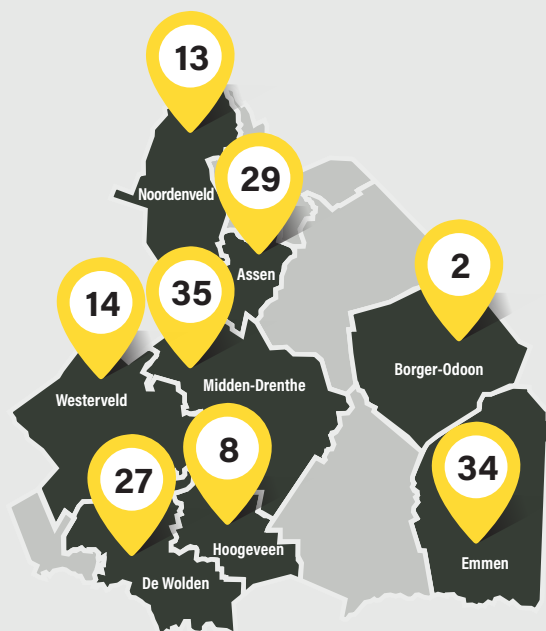 13
Noordenveld
29
Assen
2
Borger-Odoon
14
Westerveld
35
Midden-Drenthe
8
Hoogeveen
27
De Wolden
34
Emmen